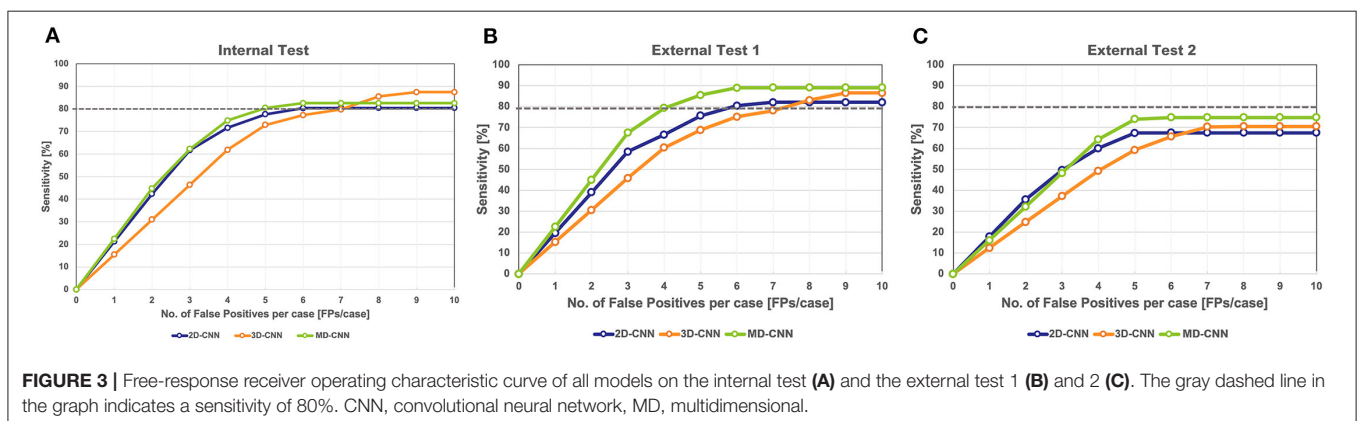 A
Internal Test
Sensitivity [%]
100
90
80
70
60
50
40
30
20
10
0
0 1 2 3 4 5 6 7 8 9 10
No. of False Positives per case [FPs/case]
2D-CNN 3D-CNN MD-CNN
B
External Test 1
Sensitivity [%]
100
90
80
70
60
50
40
30
20
10
0
0 1 2 3 4 5 6 7 8 9 10
No. of False Positives per case [FPs/case]
2D-CNN 3D-CNN MD-CNN
C
External Test 2
Sensitivity [%]
100
90
80
70
60
50
40
30
20
10
0
0 1 2 3 4 5 6 7 8 9 10
No. of False Positives per case [FPs/case]
2D-CNN 3D-CNN MD-CNN
FIGURE 3 | Free-response receiver operating characteristic curve of all models on the internal test (A) and the external test 1 (B) and 2 (C). The gray dashed line in
the graph indicates a sensitivity of 80%. CNN, convolutional neural network, MD, multidimensional.